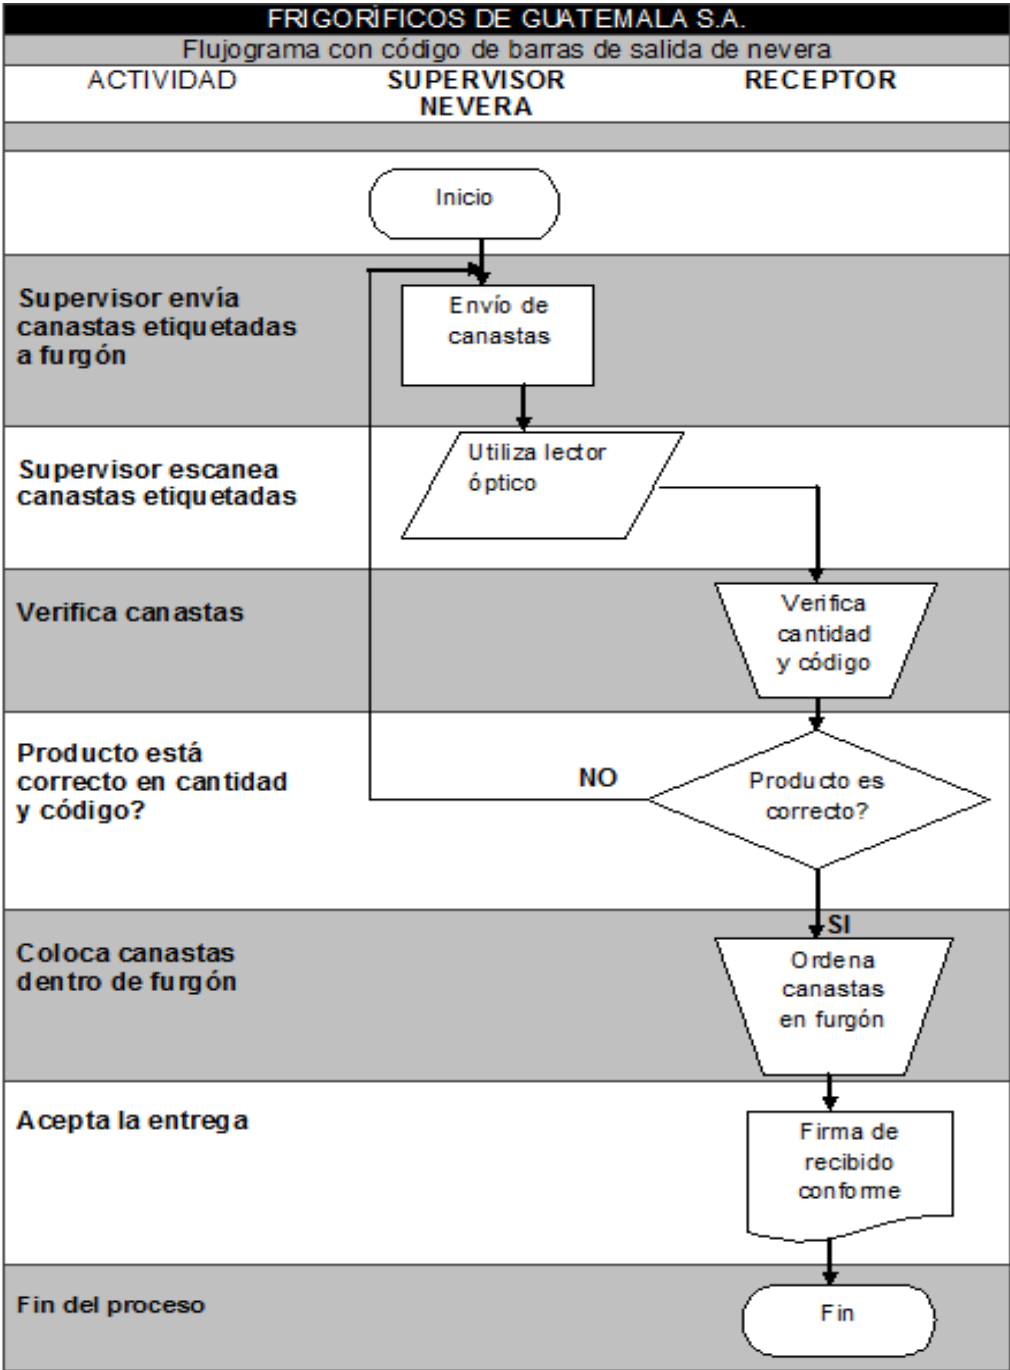 FRIGORÍFICOS DE GUATEMALA S.A.
Flujograma con código de barras de salida de nevera
ACTIVIDAD
SUPERVISOR
NEVERA
RECEPTOR
Inicio
Supervisor envía
canastas etiquetadas
a furgón
Envío de
canastas
Supervisor escanea
canastas etiquetadas
Utiliza lector
óptico
Verifica canastas
Verifica
cantidad
y código
Producto está
correcto en cantidad
y código?
NO
Producto es
correcto?
SI
Coloca canastas
dentro de furgón
Ordena
canastas
en furgón
Acepta la entrega
Firma de
recibido
conforme
Fin del proceso
Fin